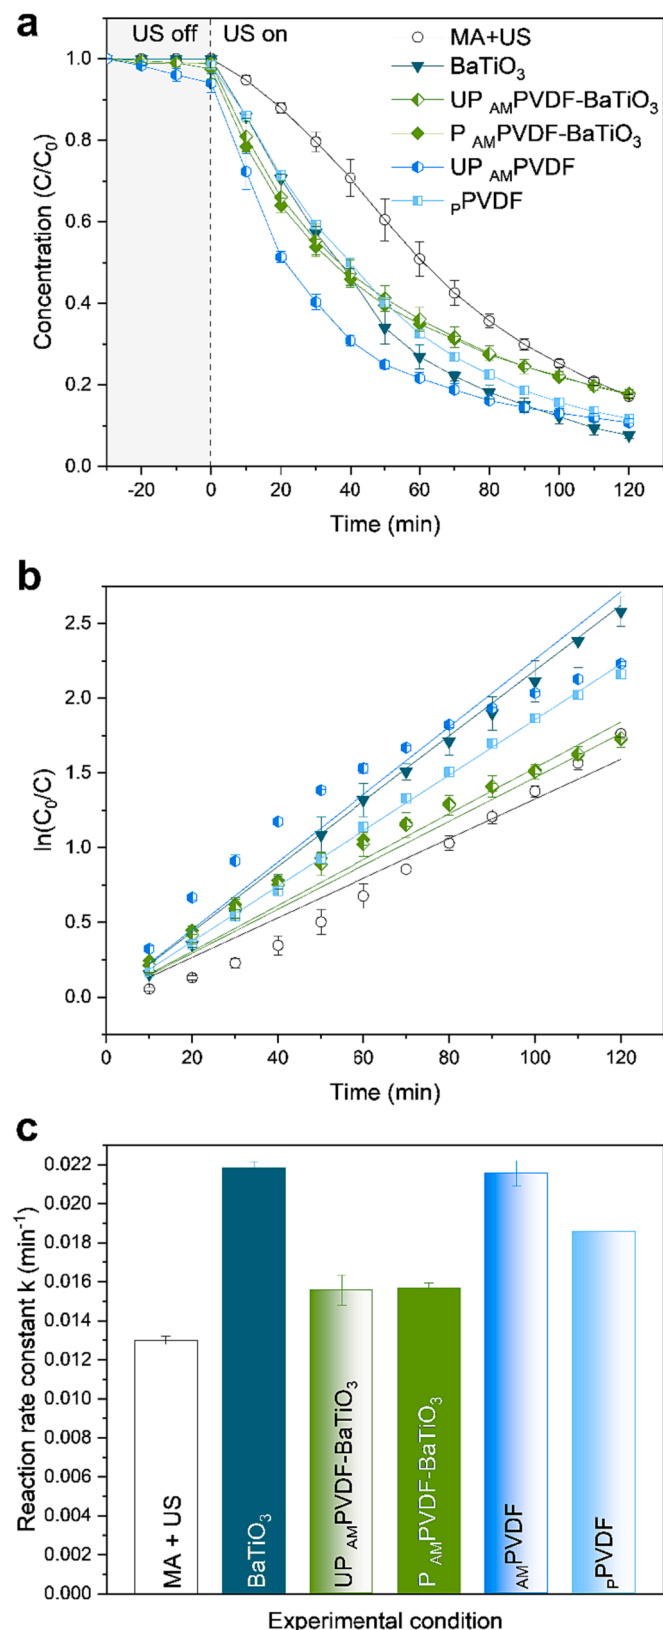 a
US off
US on
MA+US
BaTiO₃
UP AMPVDF-BaTiO₃
P AMPVDF-BaTiO₃
UP AMPVDF
PPVDF
Concentration (C/C₀)
1.0
0.8
0.6
0.4
0.2
0.0
-20 0 20 40 60 80 100 120
Time (min)
b
ln(C₀/C)
2.5
2.0
1.5
1.0
0.5
0.0
0 20 40 60 80 100 120
Time (min)
c
Reaction rate constant k (min⁻¹)
0.022
0.020
0.018
0.016
0.014
0.012
0.010
0.008
0.006
0.004
0.002
0.000
MA + US
BaTiO₃
UP AMPVDF-BaTiO₃
P AMPVDF-BaTiO₃
AMPVDF
PPVDF
Experimental condition